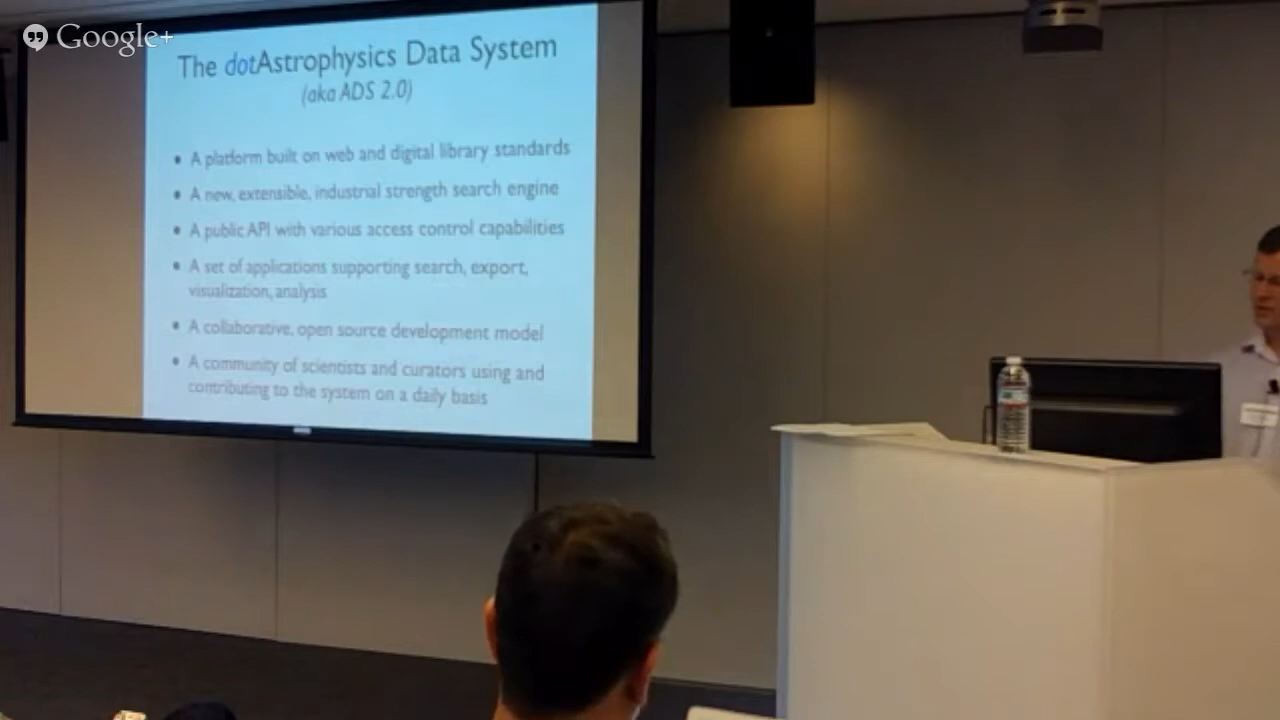 Google+
The dotAstrophysics Data System
(aka ADS 2.0)
• A platform built on web and digital library standards
• A new, extensible, industrial strength search engine
• A public API with various access control capabilities
• A set of applications supporting search, export,
visualization, analysis
• A collaborative, open source development model
• A community of scientists and curators using and
contributing to the system on a daily basis